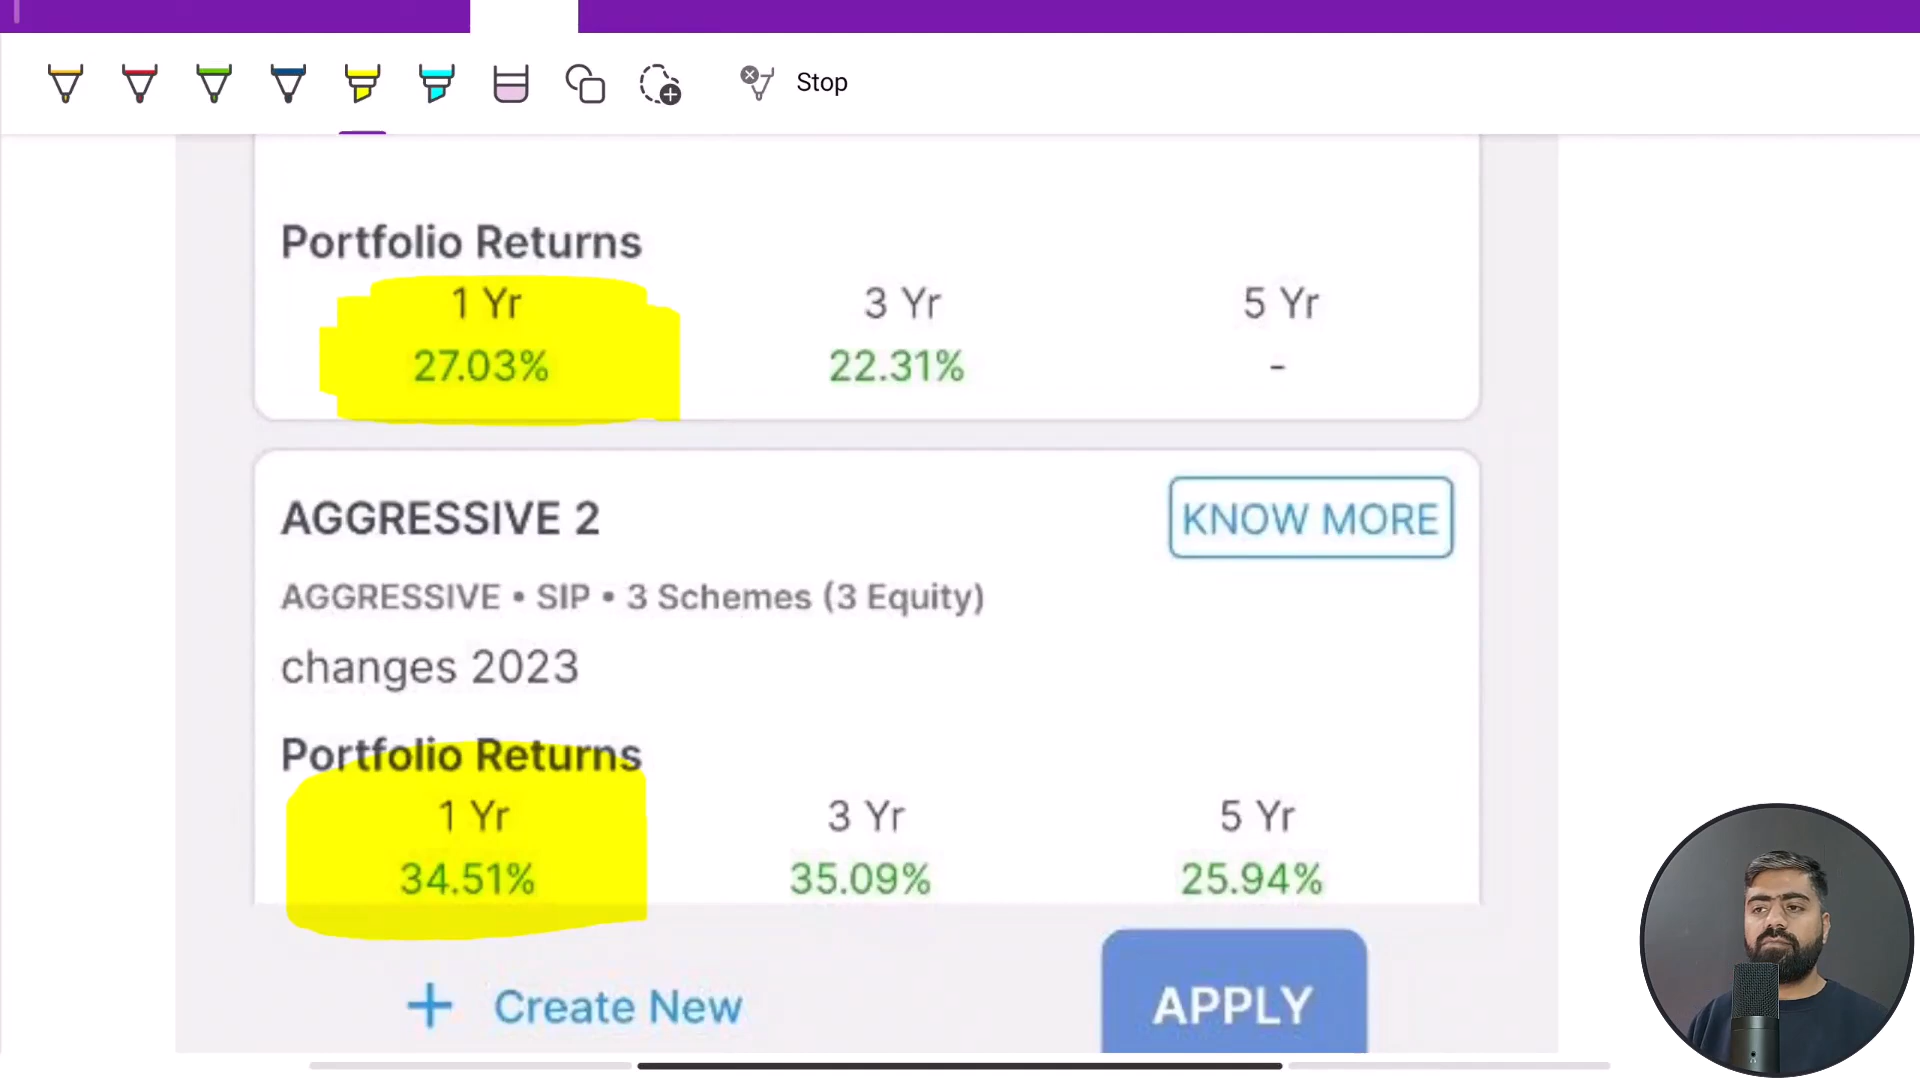 Stop
Portfolio Returns
1 Yr 3 Yr 5 Yr
27.03% 22.31% -
AGGRESSIVE 2 KNOW MORE
AGGRESSIVE • SIP • 3 Schemes (3 Equity)
changes 2023
Portfolio Returns
1 Yr 3 Yr 5 Yr
34.51% 35.09% 25.94%
+ Create New APPLY